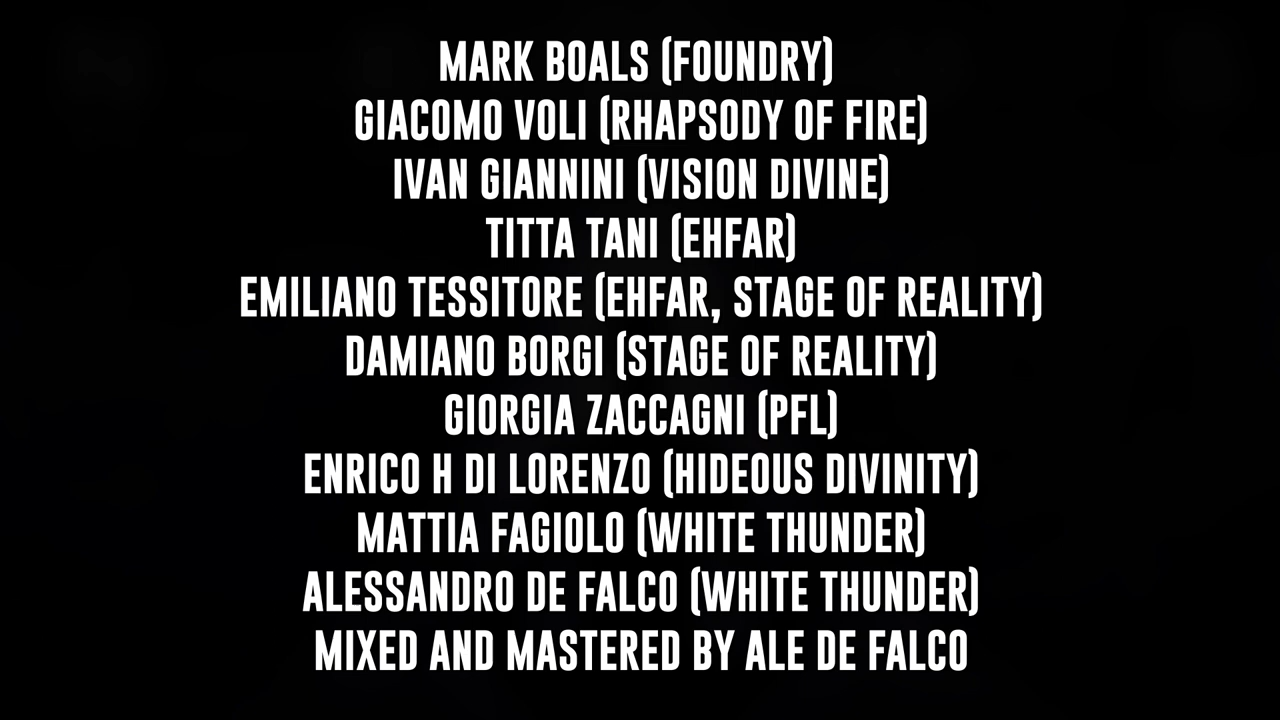 MARK BOALS (FOUNDRY)
GIACOMO VOLI (RHAPSODY OF FIRE)
IVAN GIANNINI (VISION DIVINE)
TITTA TANI (EHFAR)
EMILIANO TESSITORE (EHFAR, STAGE OF REALITY)
DAMIANO BORGI (STAGE OF REALITY)
GIORGIA ZACCAGNI (PFL)
ENRICO H DI LORENZO (HIDEOUS DIVINITY)
MATTIA FAGIOLO (WHITE THUNDER)
ALESSANDRO DE FALCO (WHITE THUNDER)
MIXED AND MASTERED BY ALE DE FALCO